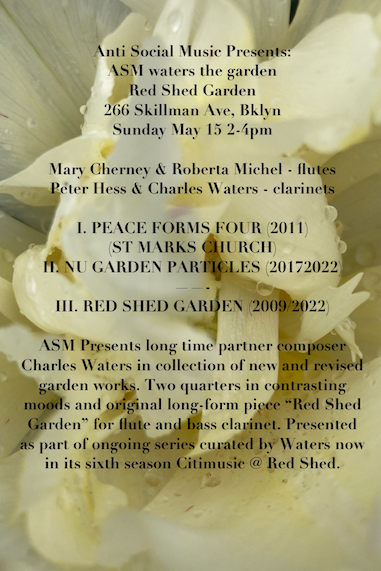 Anti Social Music Presents:
ASM waters the garden
Red Shed Garden
266 Skillman Ave, Bklyn
Sunday May 15 2-4pm
Mary Cherney & Roberta Michel - flutes
Peter Hess & Charles Waters - clarinets
I. PEACE FORMS FOUR (2011)
(ST MARKS CHURCH)
II. NU GARDEN PARTICLES (20172022)
— —-
III. RED SHED GARDEN (2009/2022)
ASM Presents long time partner composer
Charles Waters in collection of new and revised
garden works. Two quarters in contrasting
moods and original long-form piece “Red Shed
Garden” for flute and bass clarinet. Presented
as part of ongoing series curated by Waters now
in its sixth season Citimusic @ Red Shed.